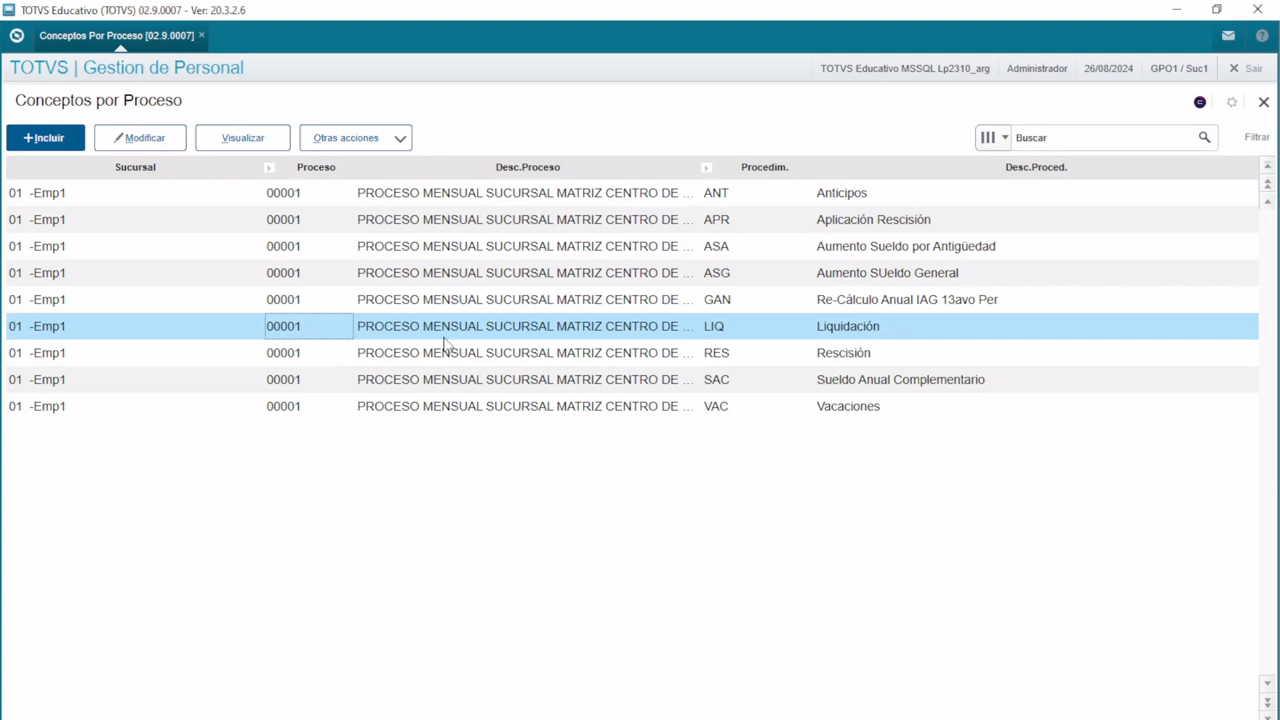 TOTVS Educativo (TOTVS) 02.9.0007 - Ver: 20.3.2.6
Conceptos Por Proceso [02.9.0007]
TOTVS | Gestion de Personal
TOTVS Educativo MSSQL Lp2310_arg Administrador 26/08/2024 GPO1 / Suc1 Sair
Conceptos por Proceso
+Incluir Modificar Visualizar Otras acciones Buscar Filtrar
Sucursal Proceso Desc.Proceso Procedim. Desc.Proced.
01 -Emp1 00001 PROCESO MENSUAL SUCURSAL MATRIZ CENTRO DE ... ANT Anticipos
01 -Emp1 00001 PROCESO MENSUAL SUCURSAL MATRIZ CENTRO DE ... APR Aplicación Rescisión
01 -Emp1 00001 PROCESO MENSUAL SUCURSAL MATRIZ CENTRO DE ... ASA Aumento Sueldo por Antigüedad
01 -Emp1 00001 PROCESO MENSUAL SUCURSAL MATRIZ CENTRO DE ... ASG Aumento SUeldo General
01 -Emp1 00001 PROCESO MENSUAL SUCURSAL MATRIZ CENTRO DE ... GAN Re-Cálculo Anual IAG 13avo Per
01 -Emp1 00001 PROCESO MENSUAL SUCURSAL MATRIZ CENTRO DE ... LIQ Liquidación
01 -Emp1 00001 PROCESO MENSUAL SUCURSAL MATRIZ CENTRO DE ... RES Rescisión
01 -Emp1 00001 PROCESO MENSUAL SUCURSAL MATRIZ CENTRO DE ... SAC Sueldo Anual Complementario
01 -Emp1 00001 PROCESO MENSUAL SUCURSAL MATRIZ CENTRO DE ... VAC Vacaciones